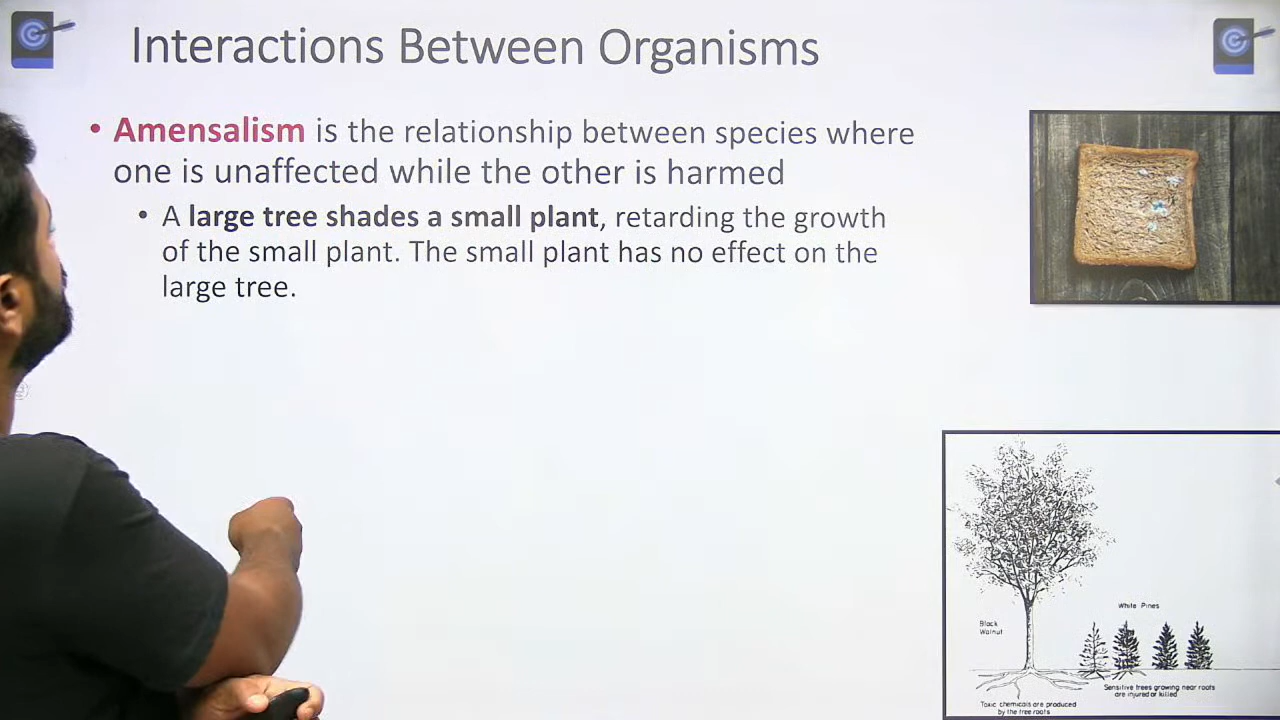 Interactions Between Organisms
• Amensalism is the relationship between species where
one is unaffected while the other is harmed
• A large tree shades a small plant, retarding the growth
of the small plant. The small plant has no effect on the
large tree.
White Pines
Black
Walnut
Sensitive trees growing near roots
are injured or killed
Toxic chemicals are produced
by the tree roots